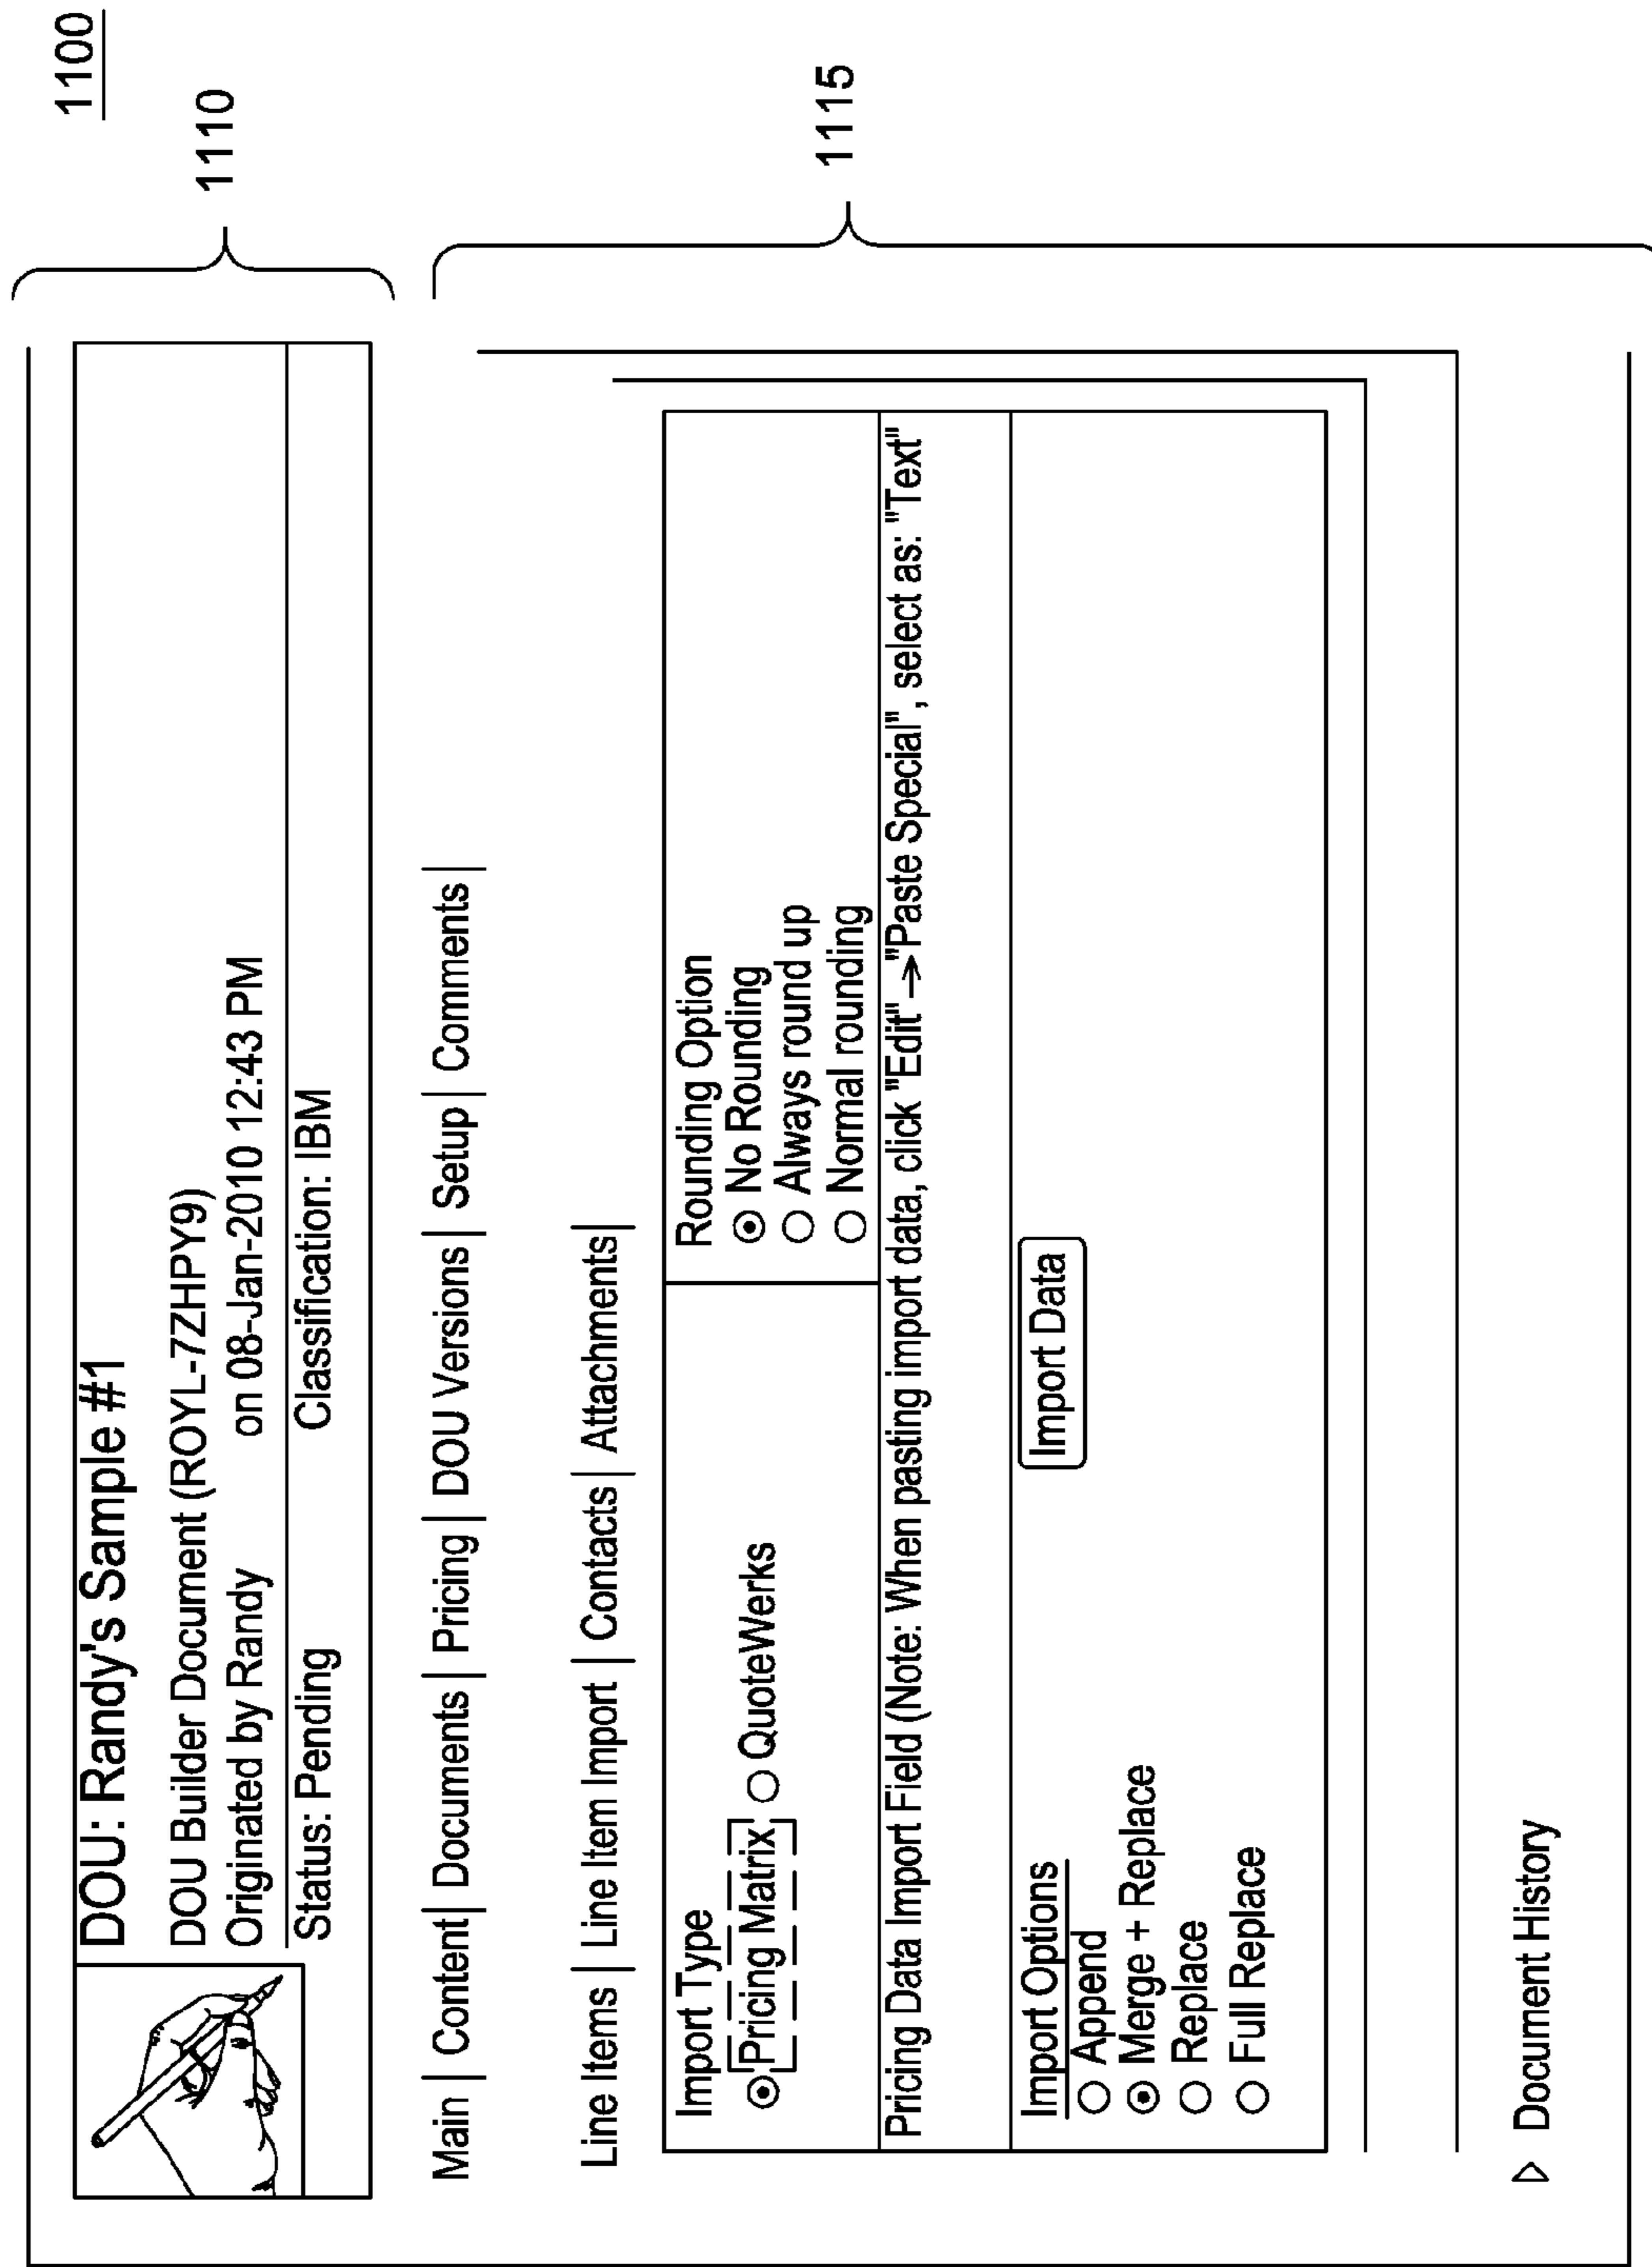 1100
1110
DOU: Randy's Sample #1
DOU Builder Document (ROYL-7ZHPY9)
Originated by Randy on 08-Jan-2010 12:43 PM
Status: Pending Classification: IBM
1115
Main | Content | Documents | Pricing | DOU Versions | Setup | Comments |
Line Items | Line Item Import | Contacts | Attachments |
Import Type
Pricing Matrix QuoteWerks
Rounding Option
No Rounding
Always round up
Normal rounding
Pricing Data Import Field (Note: When pasting import data, click "Edit"→"Paste Special", select as: "Text"
Import Options
Append
Merge + Replace
Replace
Full Replace
Import Data
Document History